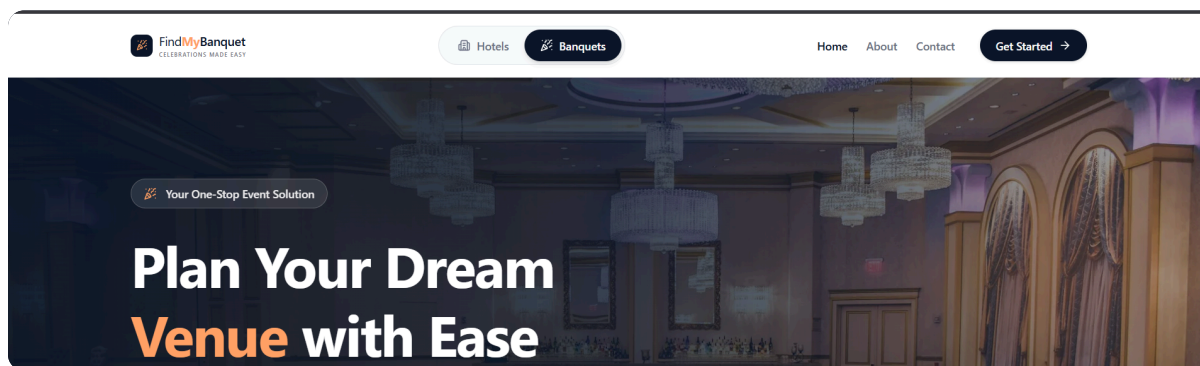 FindMyBanquet
CELEBRATIONS MADE EASY
Hotels
Banquets
Home
About
Contact
Get Started
Your One-Stop Event Solution
Plan Your Dream
Venue with Ease